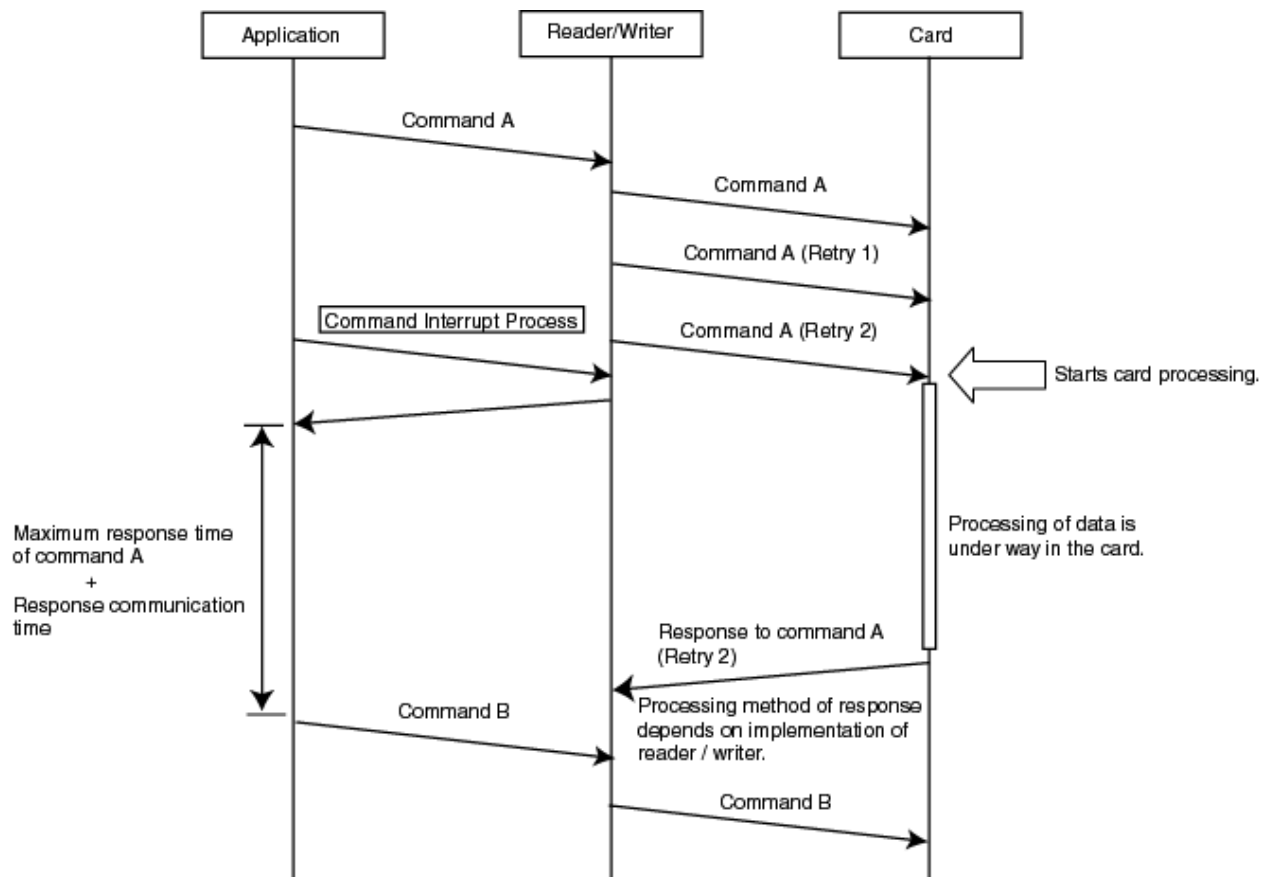 Application
Reader/Writer
Card
Command A
Command A
Command A (Retry 1)
Command Interrupt Process
Command A (Retry 2)
Starts card processing.
Maximum response time
of command A
+
Response communication
time
Processing of data is
under way in the card.
Response to command A
(Retry 2)
Command B
Processing method of response
depends on implementation of
reader / writer.
Command B